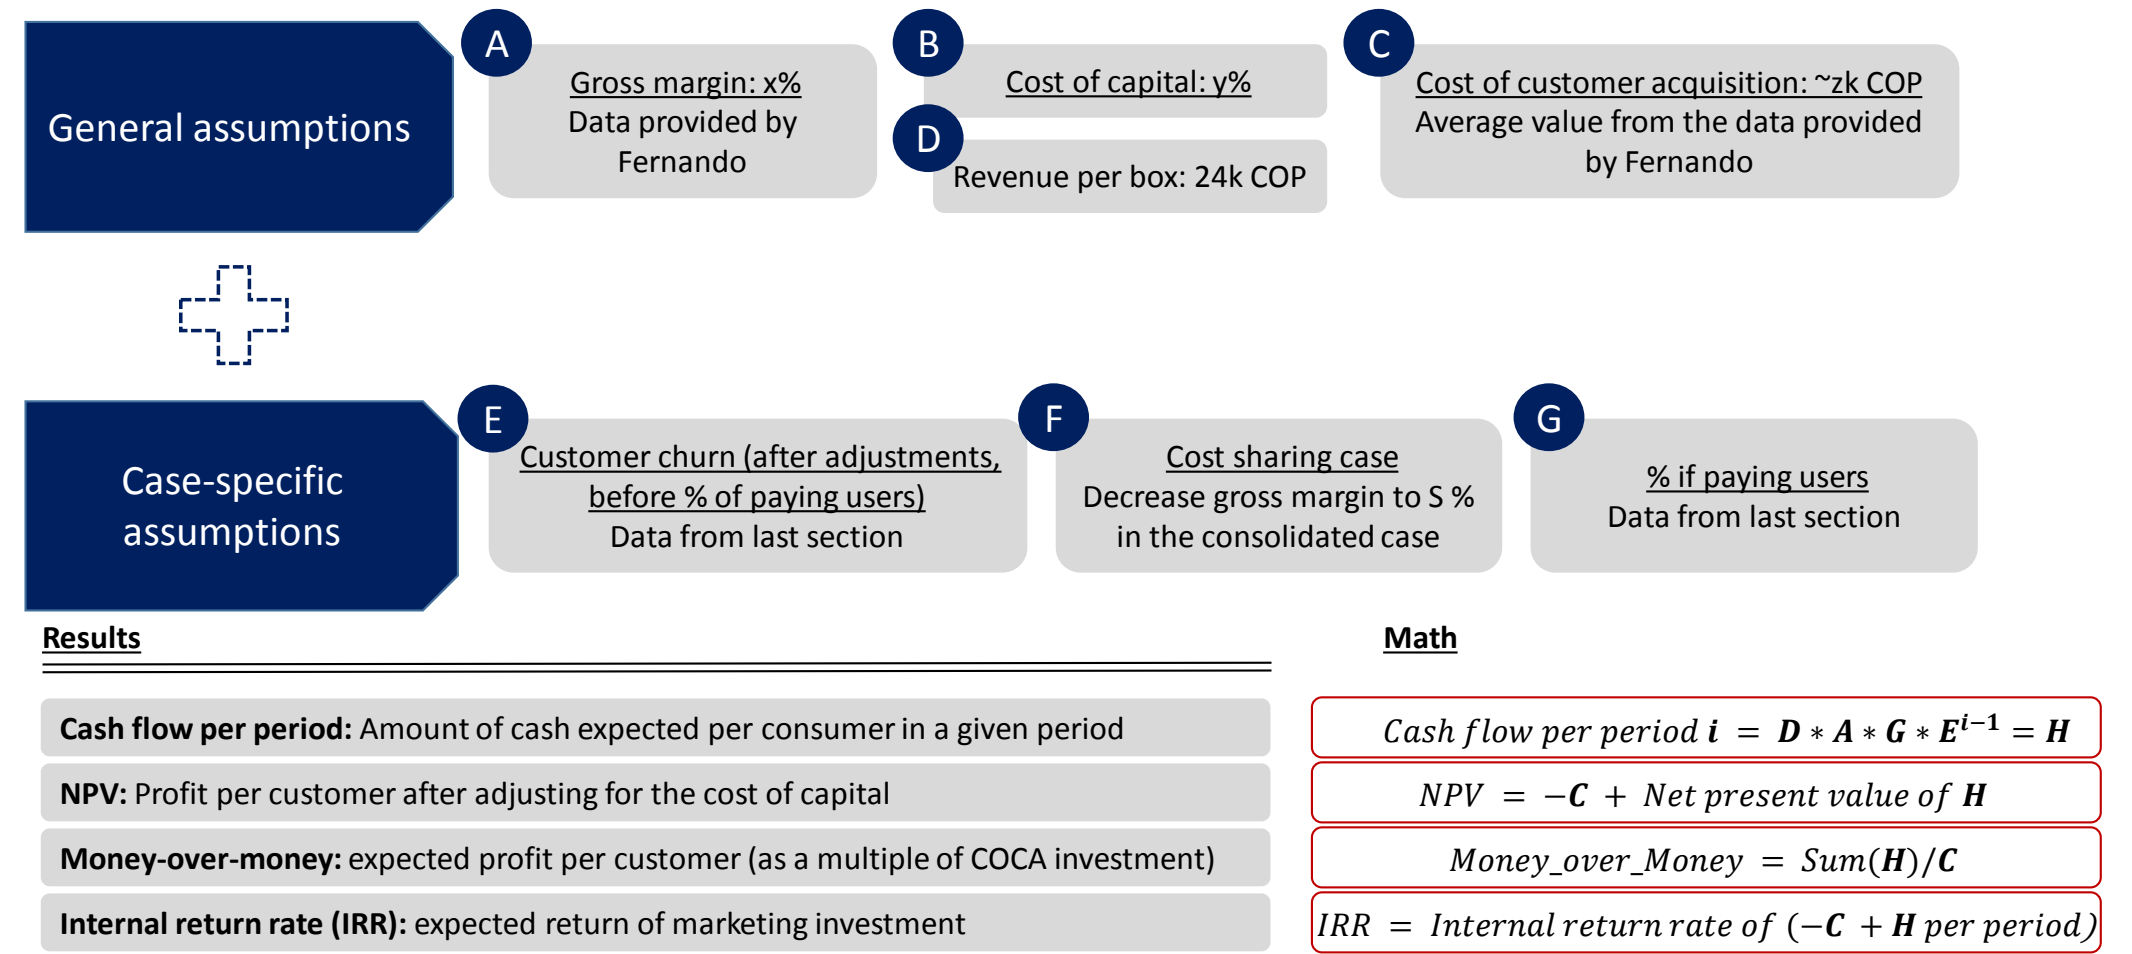 General assumptions
A
Gross margin: x%
Data provided by
Fernando
B
Cost of capital: y%
D
Revenue per box: 24k COP
C
Cost of customer acquisition: ~zk COP
Average value from the data provided
by Fernando
Case-specific
assumptions
E
Customer churn (after adjustments,
before % of paying users)
Data from last section
F
Cost sharing case
Decrease gross margin to S %
in the consolidated case
G
% if paying users
Data from last section
Results
Math
Cash flow per period: Amount of cash expected per consumer in a given period
Cash flow per period i = D * A * G * E^{i−1} = H
NPV: Profit per customer after adjusting for the cost of capital
NPV = −C + Net present value of H
Money-over-money: expected profit per customer (as a multiple of COCA investment)
Money_over_Money = Sum(H)/C
Internal return rate (IRR): expected return of marketing investment
IRR = Internal return rate of (−C + H per period)